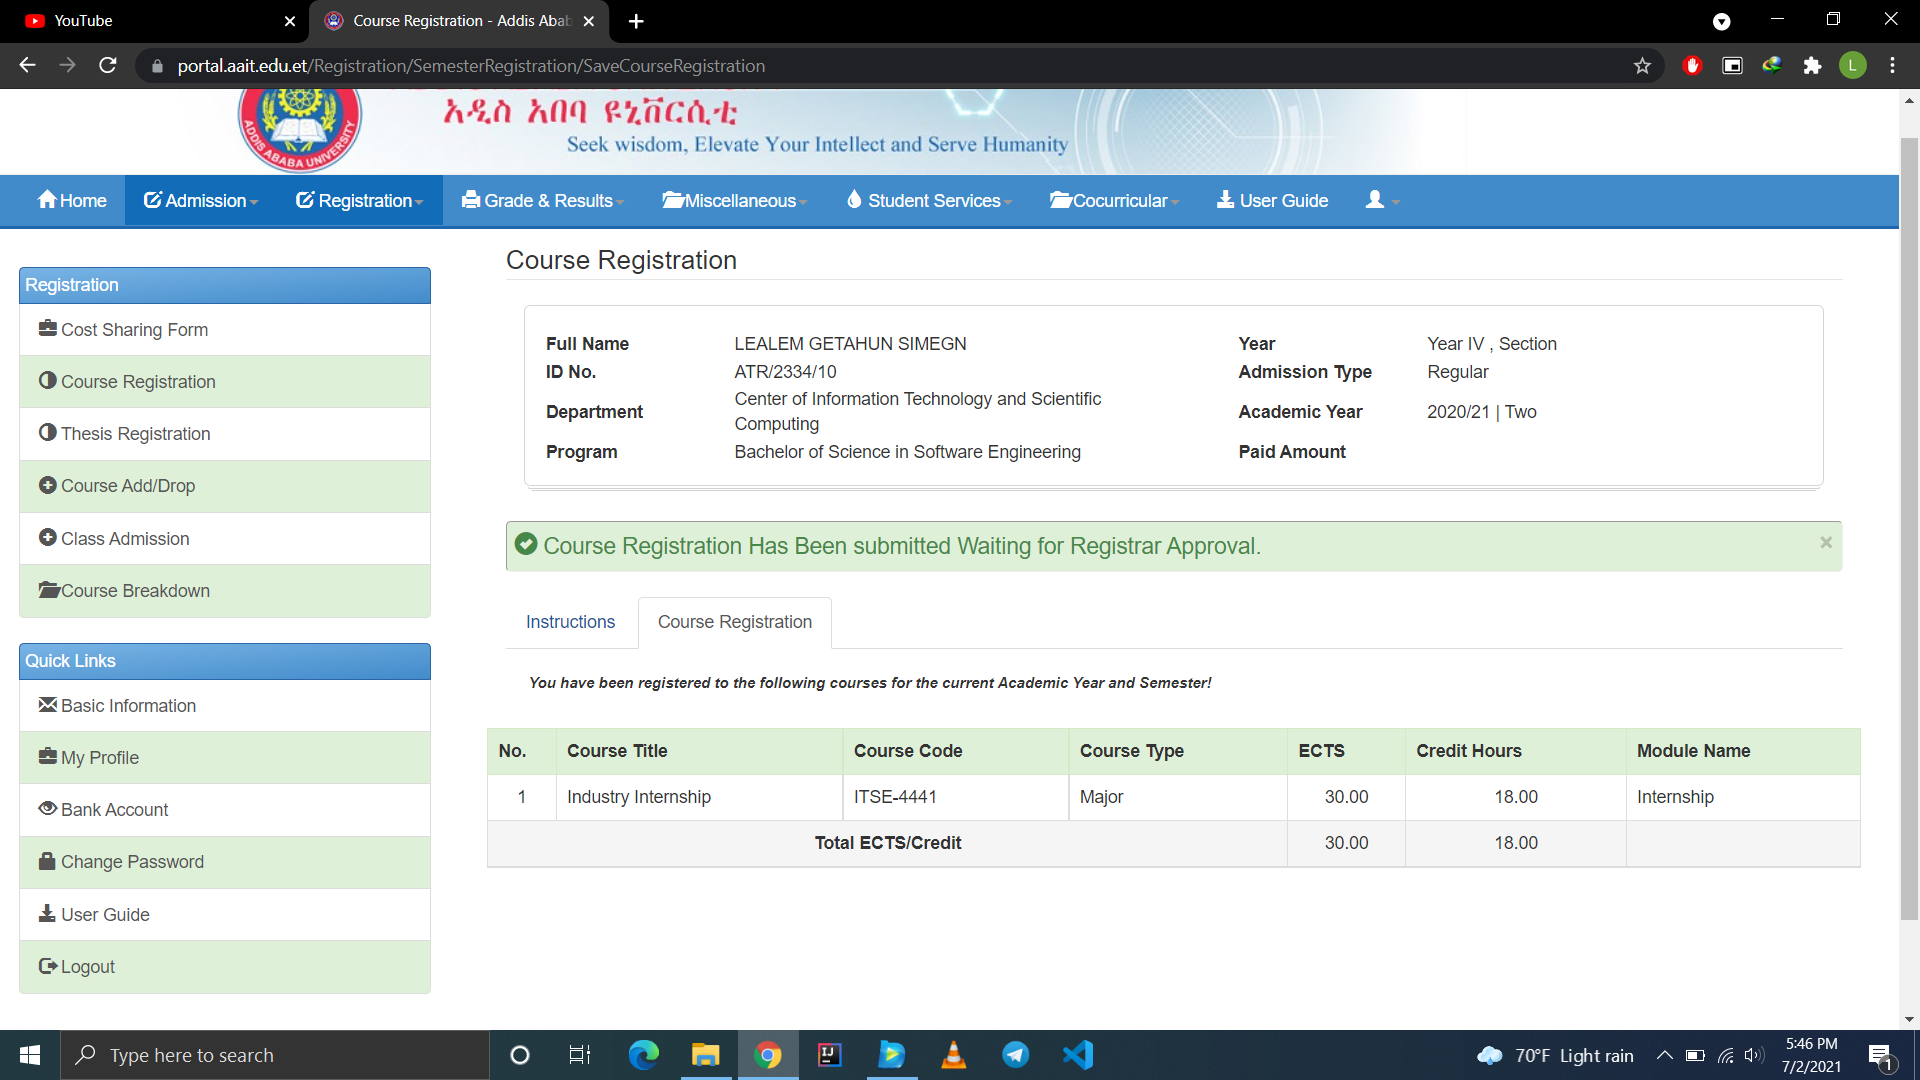 YouTube
Course Registration - Addis Abab
portal.aait.edu.et/Registration/SemesterRegistration/SaveCourseRegistration
L
አዲስ አበባ ዩኒቨርሲቲ
ADDIS ABABA UNIVERSITY
Seek wisdom, Elevate Your Intellect and Serve Humanity
Home Admission Registration Grade & Results Miscellaneous Student Services Cocurricular User Guide
Registration
Cost Sharing Form
Course Registration
Thesis Registration
Course Add/Drop
Class Admission
Course Breakdown
Quick Links
Basic Information
My Profile
Bank Account
Change Password
User Guide
Logout
Course Registration
Full Name LEALEM GETAHUN SIMEGN Year Year IV , Section
ID No. ATR/2334/10 Admission Type Regular
Department Center of Information Technology and Scientific
Computing Academic Year 2020/21 | Two
Program Bachelor of Science in Software Engineering Paid Amount
Course Registration Has Been submitted Waiting for Registrar Approval. ×
Instructions Course Registration
You have been registered to the following courses for the current Academic Year and Semester!
No. Course Title Course Code Course Type ECTS Credit Hours Module Name
1 Industry Internship ITSE-4441 Major 30.00 18.00 Internship
Total ECTS/Credit 30.00 18.00
Type here to search
IJ
70°F Light rain
5:46 PM
7/2/2021
1